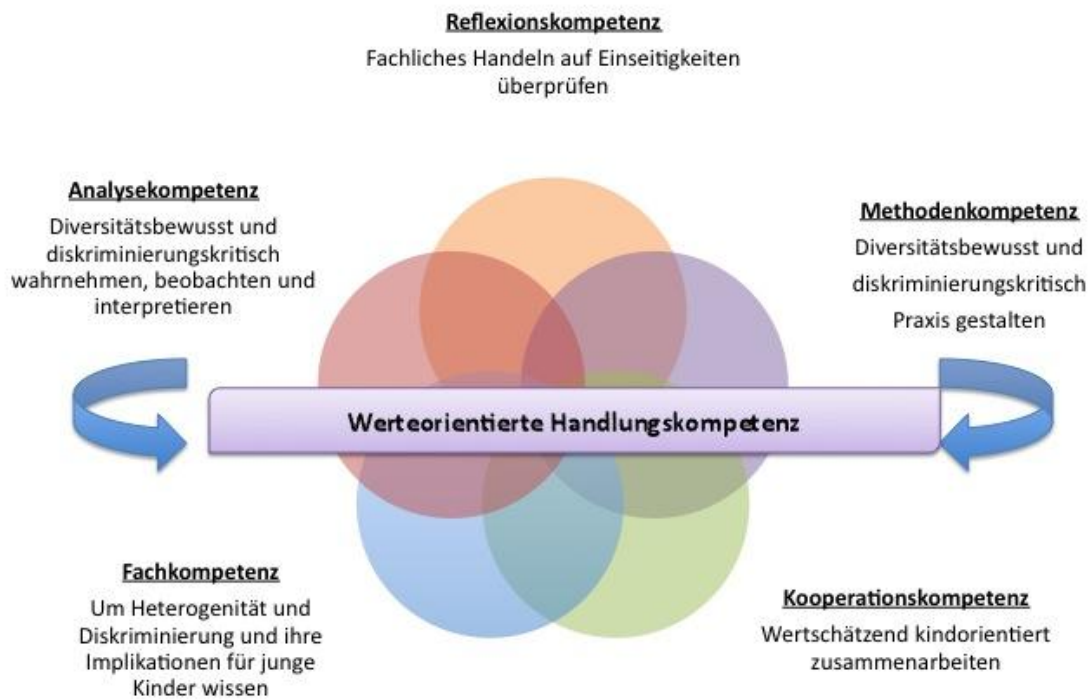 Reflexionskompetenz
Fachliches Handeln auf Einseitigkeiten
überprüfen
Analysekompetenz
Diversitätsbewusst und
diskriminierungskritisch
wahrnehmen, beobachten und
interpretieren
Methodenkompetenz
Diversitätsbewusst und
diskriminierungskritisch
Praxis gestalten
Werteorientierte Handlungskompetenz
Fachkompetenz
Um Heterogenität und
Diskriminierung und ihre
Implikationen für junge
Kinder wissen
Kooperationskompetenz
Wertschätzend kindorientiert
zusammenarbeiten